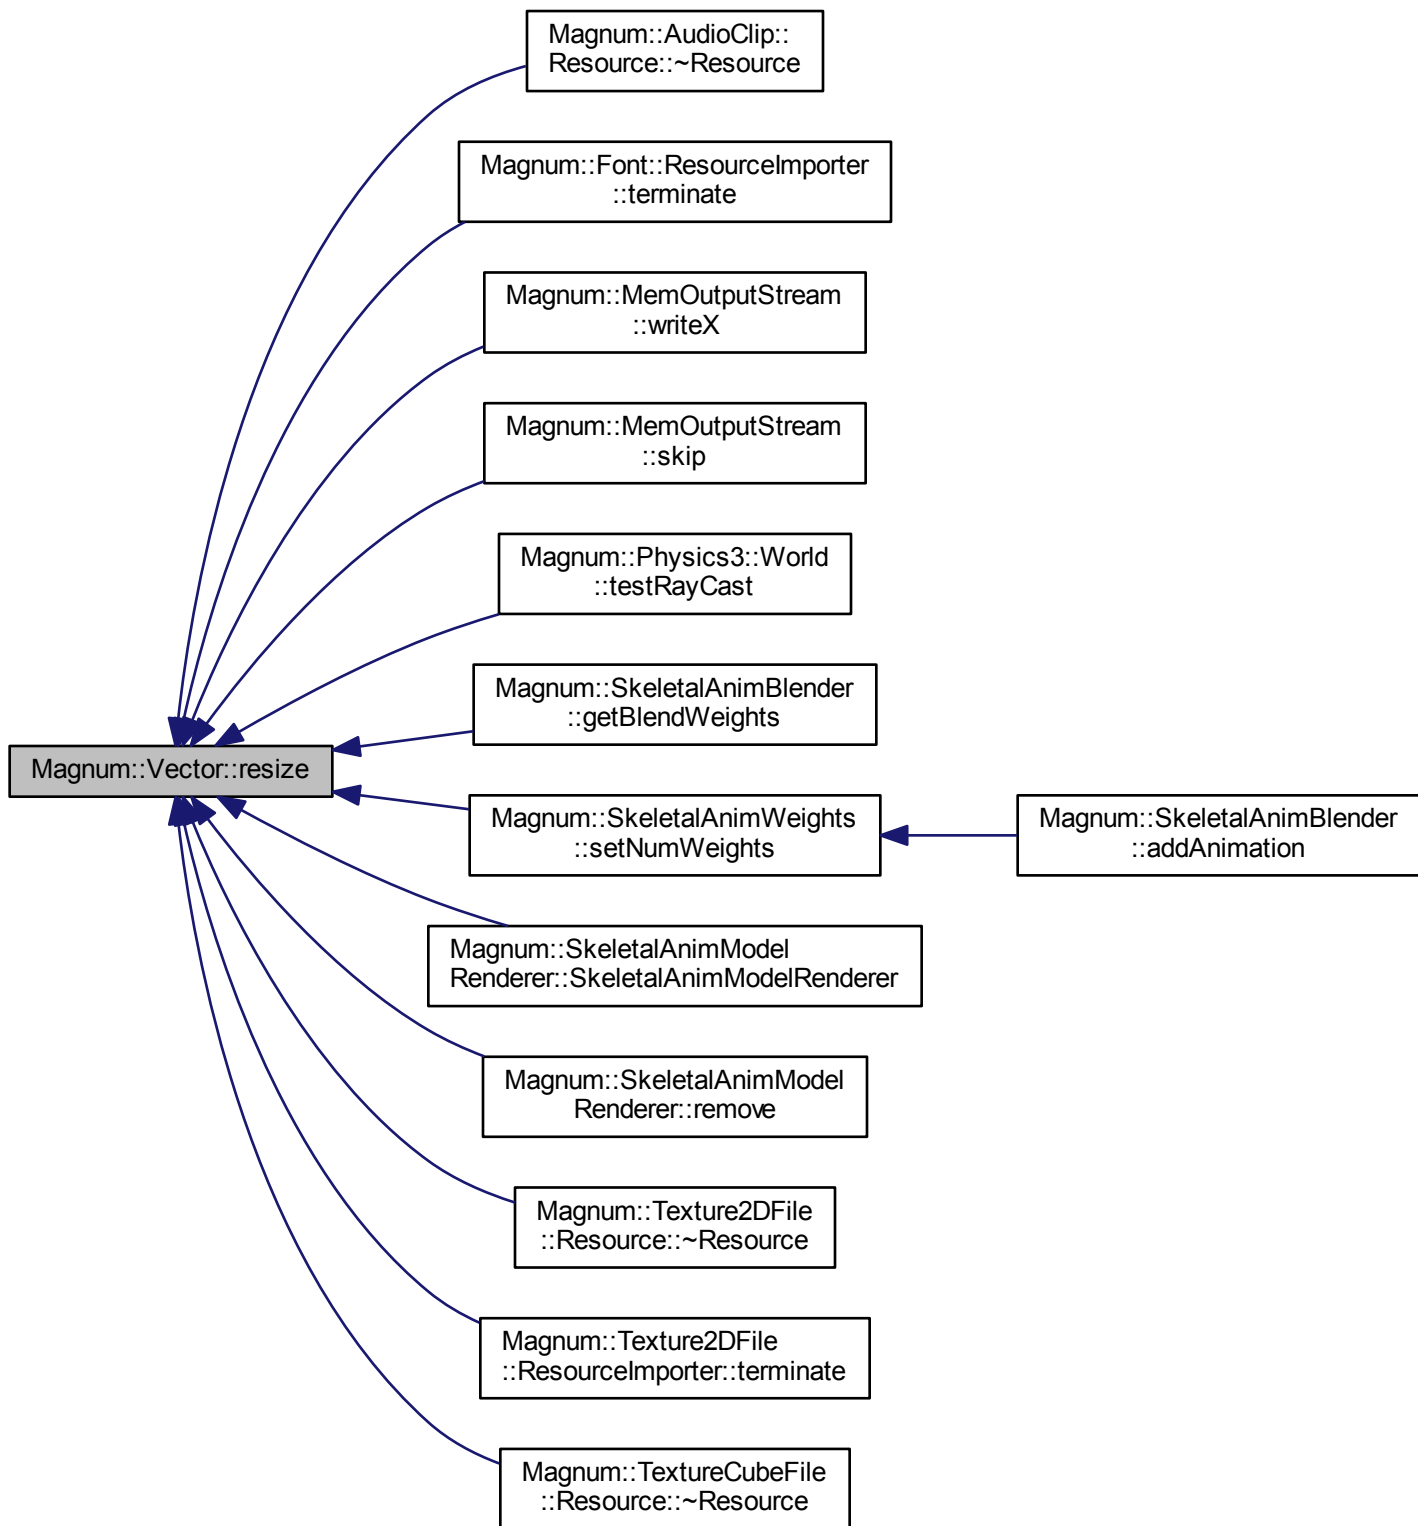 Magnum::AudioClip::
Resource::~Resource
Magnum::Font::ResourceImporter
::terminate
Magnum::MemOutputStream
::writeX
Magnum::MemOutputStream
::skip
Magnum::Physics3::World
::testRayCast
Magnum::SkeletalAnimBlender
::getBlendWeights
Magnum::Vector::resize
Magnum::SkeletalAnimWeights
::setNumWeights
Magnum::SkeletalAnimBlender
::addAnimation
Magnum::SkeletalAnimModel
Renderer::SkeletalAnimModelRenderer
Magnum::SkeletalAnimModel
Renderer::remove
Magnum::Texture2DFile
::Resource::~Resource
Magnum::Texture2DFile
::ResourceImporter::terminate
Magnum::TextureCubeFile
::Resource::~Resource